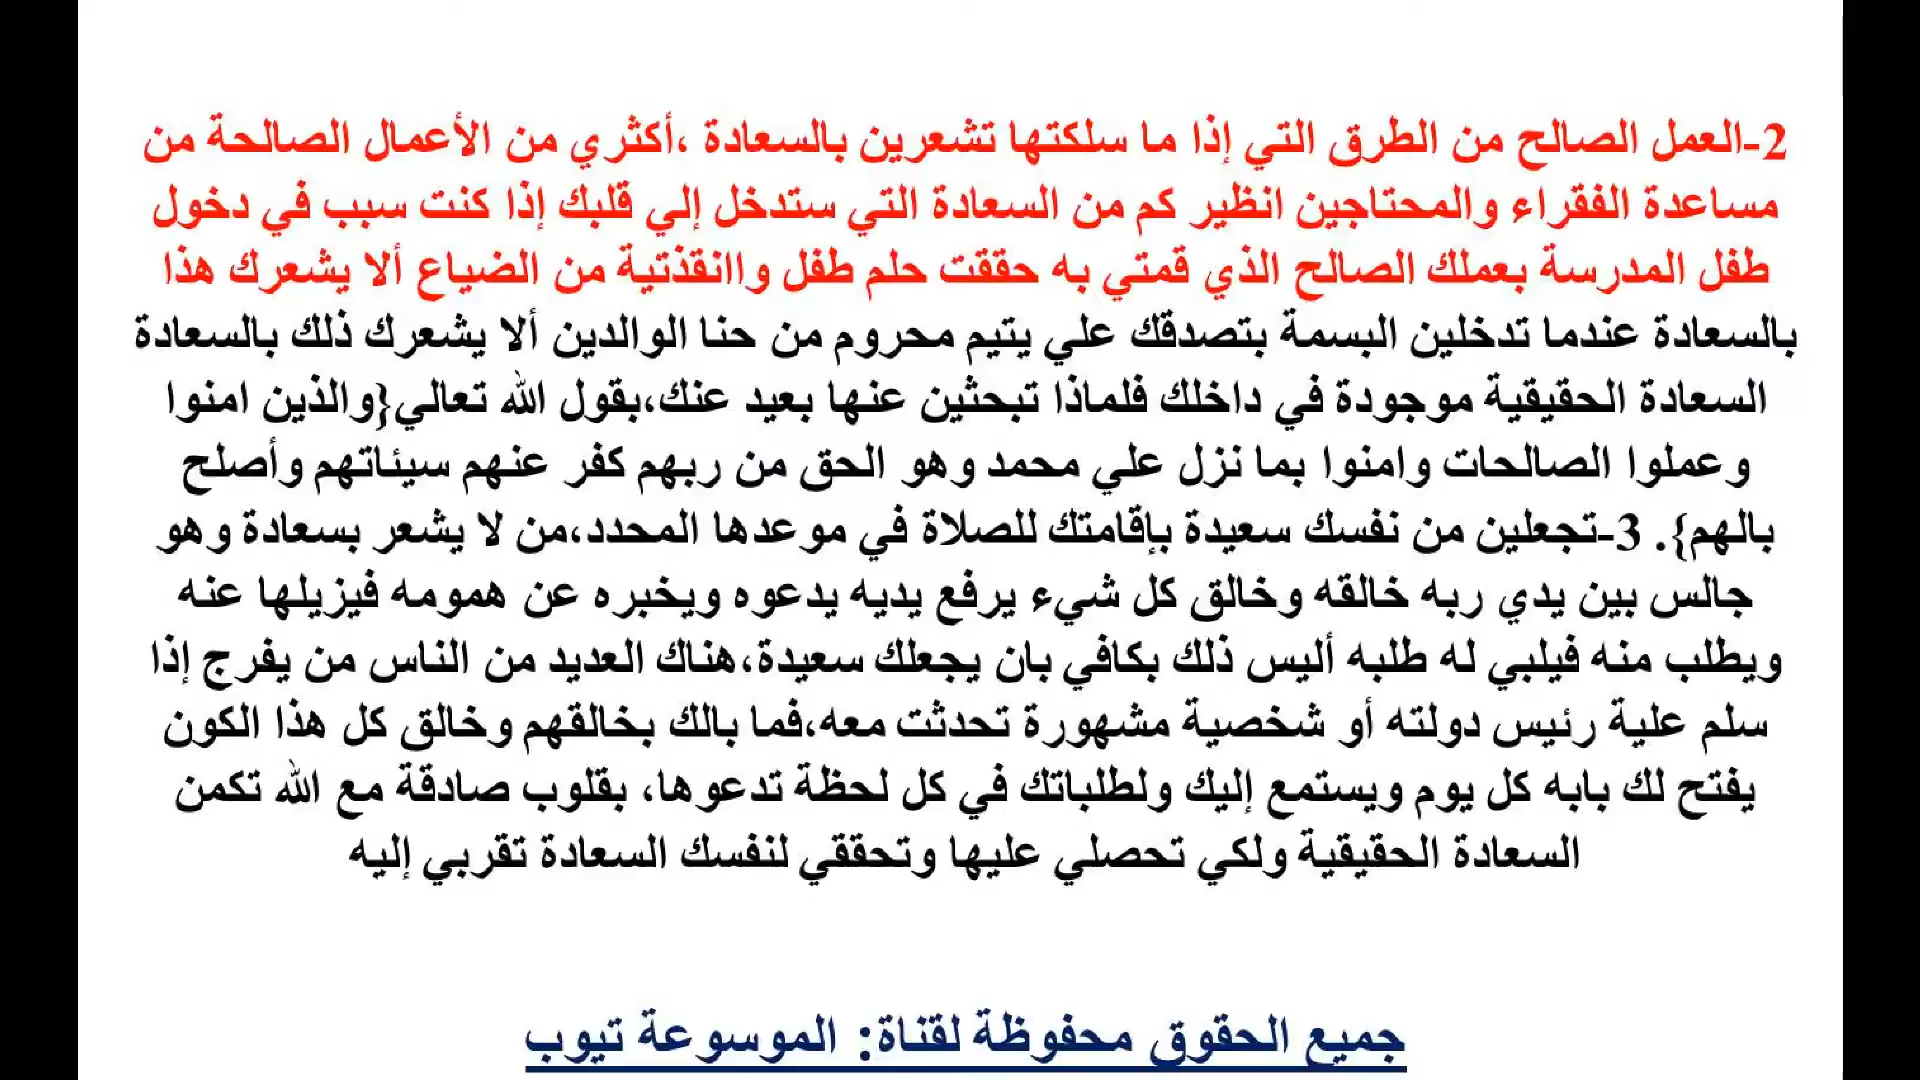 2-العمل الصالح من الطرق التي إذا ما سلكتها تشعرين بالسعادة ،أكثري من الأعمال الصالحة من
مساعدة الفقراء والمحتاجين انظير كم من السعادة التي ستدخل إلي قلبك إذا كنت سبب في دخول
طفل المدرسة بعملك الصالح الذي قمتي به حققت حلم طفل واانقذتية من الضياع ألا يشعرك هذا
بالسعادة عندما تدخلين البسمة بتصدقك علي يتيم محروم من حنا الوالدين ألا يشعرك ذلك بالسعادة
السعادة الحقيقية موجودة في داخلك فلماذا تبحثين عنها بعيد عنك،بقول الله تعالي{والذين امنوا
وعملوا الصالحات وامنوا بما نزل علي محمد وهو الحق من ربهم كفر عنهم سيئاتهم وأصلح
بالهم}. 3-تجعلين من نفسك سعيدة بإقامتك للصلاة في موعدها المحدد،من لا يشعر بسعادة وهو
جالس بين يدي ربه خالقه وخالق كل شيء يرفع يديه يدعوه ويخبره عن همومه فيزيلها عنه
ويطلب منه فيلبي له طلبه أليس ذلك بكافي بان يجعلك سعيدة،هناك العديد من الناس من يفرج إذا
سلم علية رئيس دولته أو شخصية مشهورة تحدثت معه،فما بالك بخالقهم وخالق كل هذا الكون
يفتح لك بابه كل يوم ويستمع إليك ولطلباتك في كل لحظة تدعوها، بقلوب صادقة مع الله تكمن
السعادة الحقيقية ولكي تحصلي عليها وتحققي لنفسك السعادة تقربي إليه
جميع الحقوق محفوظة لقناة: الموسوعة تيوب